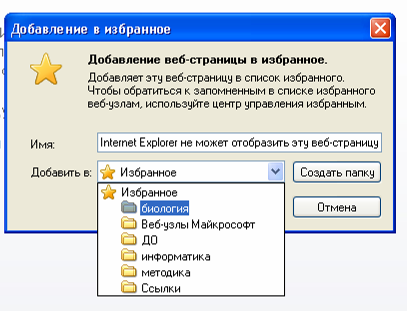 Добавление в избранное
Добавление веб-страницы в избранное.
Добавляет эту веб-страницу в список избранного.
Чтобы обратиться к запомненным в списке избранного
веб-узлам, используйте центр управления избранным.
Имя:
Internet Explorer не может отобразить эту веб-страницу
Добавить в:
Избранное
Создать папку
Избранное
биология
Веб-узлы Майкрософт
ДО
информатика
методика
Ссылки
Отмена